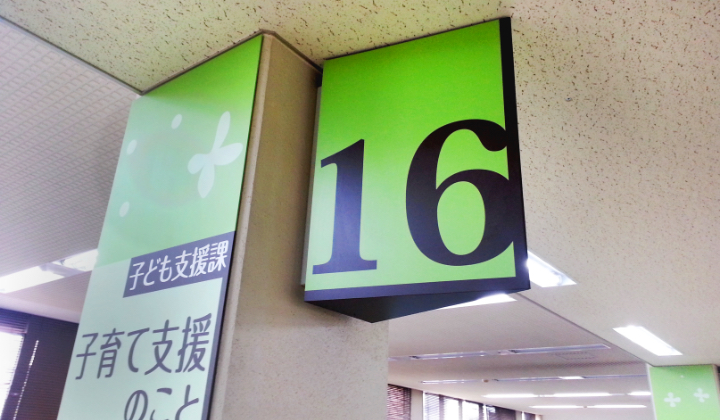 16
子ども支援課
子育て支援
のこと